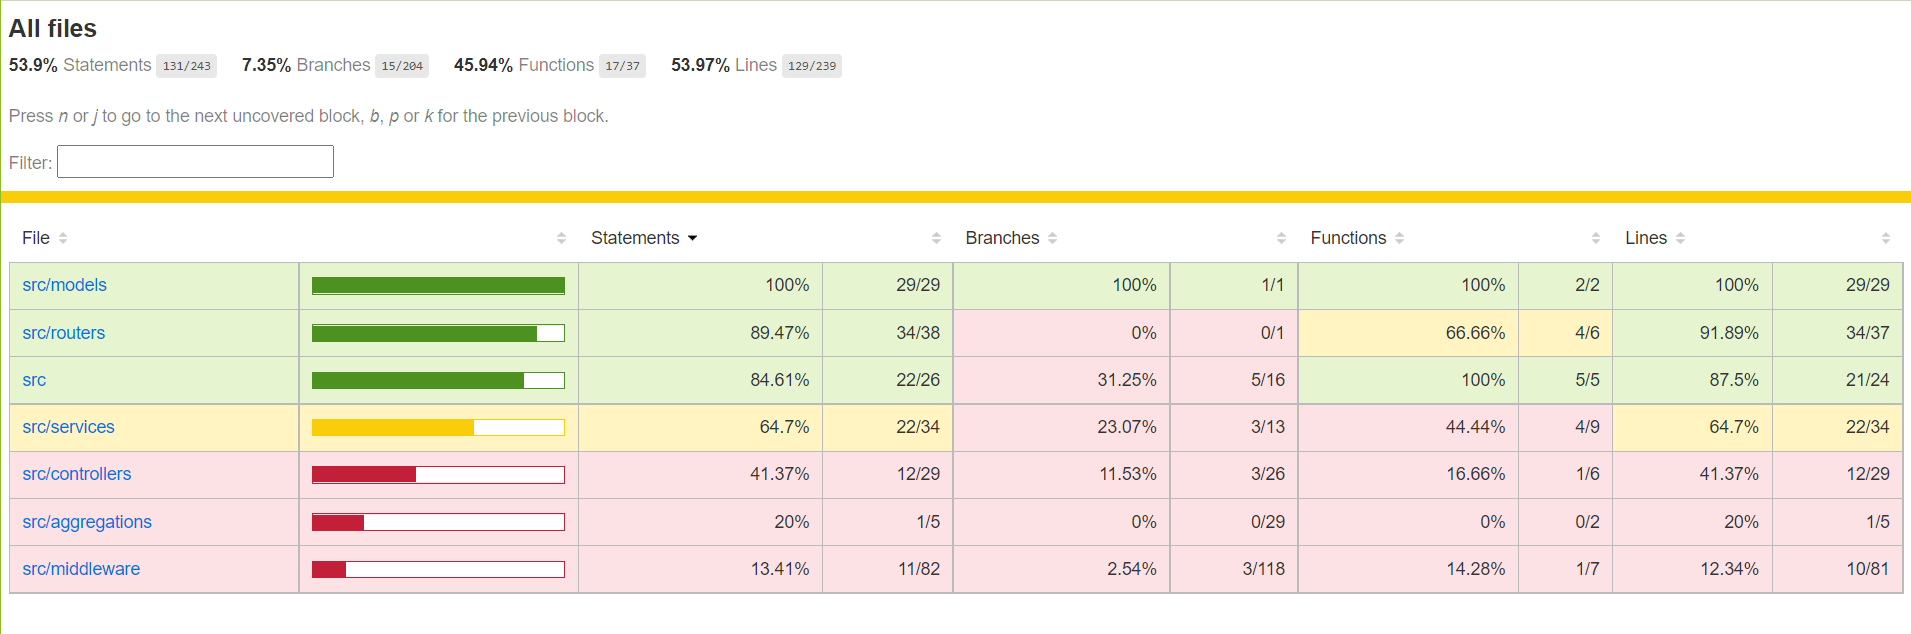 All files
53.9% Statements 131/243 7.35% Branches 15/204 45.94% Functions 17/37 53.97% Lines 129/239
Press n or j to go to the next uncovered block, b, p or k for the previous block.
Filter:
File Statements Branches Functions Lines
src/models 100% 29/29 100% 1/1 100% 2/2 100% 29/29
src/routers 89.47% 34/38 0% 0/1 66.66% 4/6 91.89% 34/37
src 84.61% 22/26 31.25% 5/16 100% 5/5 87.5% 21/24
src/services 64.7% 22/34 23.07% 3/13 44.44% 4/9 64.7% 22/34
src/controllers 41.37% 12/29 11.53% 3/26 16.66% 1/6 41.37% 12/29
src/aggregations 20% 1/5 0% 0/29 0% 0/2 20% 1/5
src/middleware 13.41% 11/82 2.54% 3/118 14.28% 1/7 12.34% 10/81